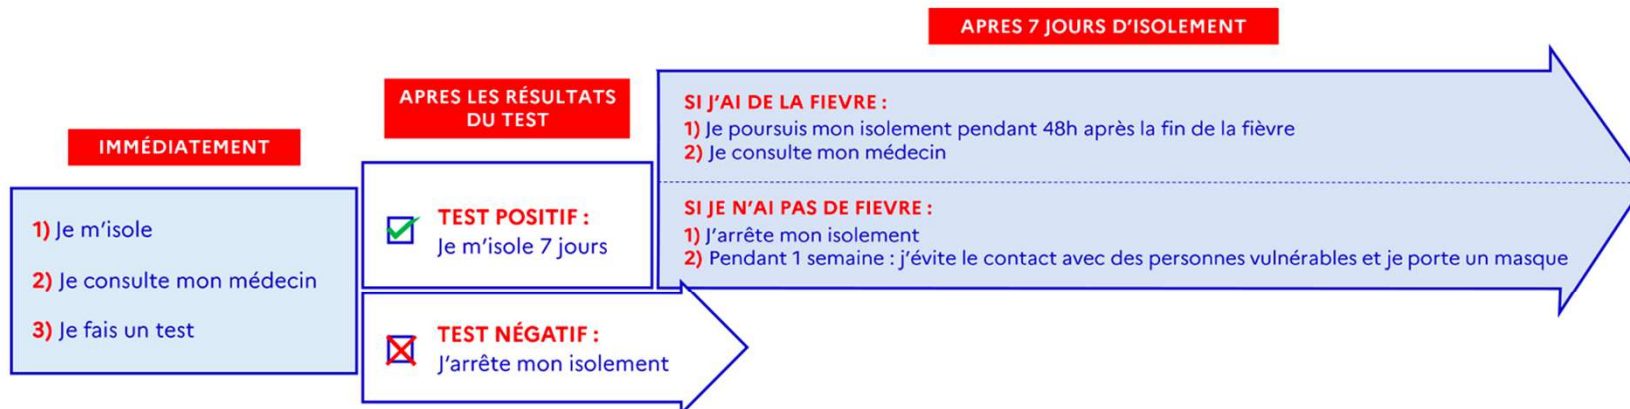 IMMÉDIATEMENT
1) Je m'isole
2) Je consulte mon médecin
3) Je fais un test
APRES LES RÉSULTATS
DU TEST
TEST POSITIF :
Je m'isole 7 jours
TEST NÉGATIF :
J'arrête mon isolement
APRES 7 JOURS D'ISOLEMENT
SI J'AI DE LA FIEVRE :
1) Je poursuis mon isolement pendant 48h après la fin de la fièvre
2) Je consulte mon médecin
SI JE N'AI PAS DE FIEVRE :
1) J'arrête mon isolement
2) Pendant 1 semaine : j'évite le contact avec des personnes vulnérables et je porte un masque